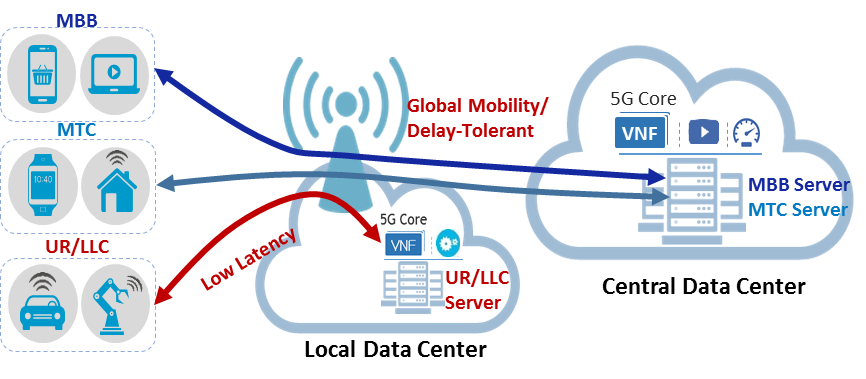 MBB
MTC
10:40
UR/LLC
Low Latency
Global Mobility/
Delay-Tolerant
5G Core
VNF
UR/LLC
Server
Local Data Center
5G Core
VNF
MBB Server
MTC Server
Central Data Center